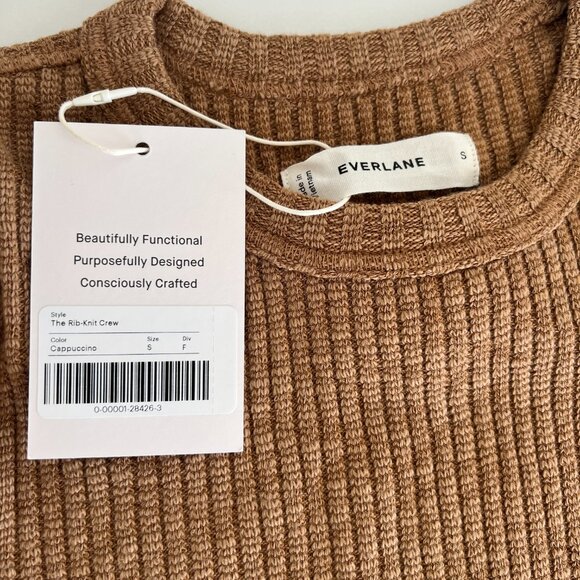 EVERLANE
S
Made in
Vietnam
Beautifully Functional
Purposefully Designed
Consciously Crafted
Style
The Rib-Knit Crew
Color Size Div
Cappuccino S F
0-00001-28426-3